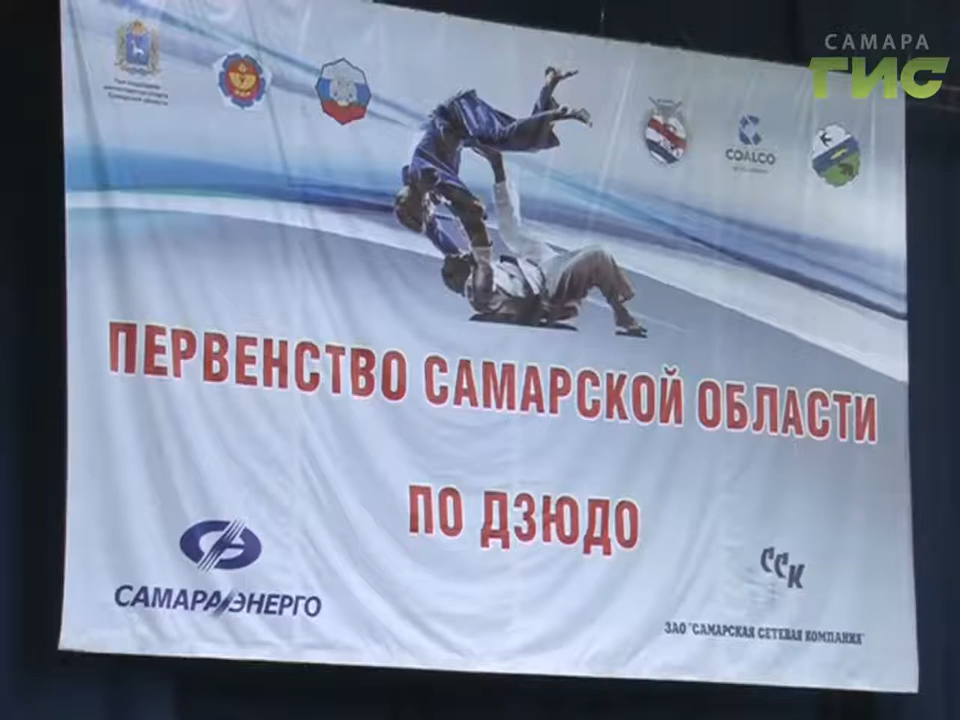 САМАРА
ГИС
COALCO
ПЕРВЕНСТВО САМАРСКОЙ ОБЛАСТИ
ПО ДЗЮДО
САМАРАЭНЕРГО
ССК
ЗАО "САМАРСКАЯ СЕТЕВАЯ КОМПАНИЯ"